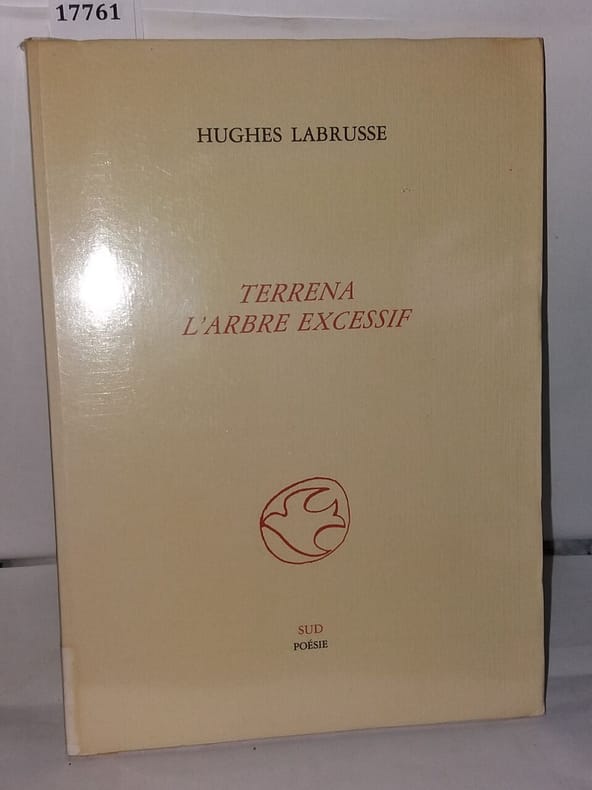 17761
HUGHES LABRUSSE
TERRENA
L'ARBRE EXCESSIF
SUD
POÉSIE